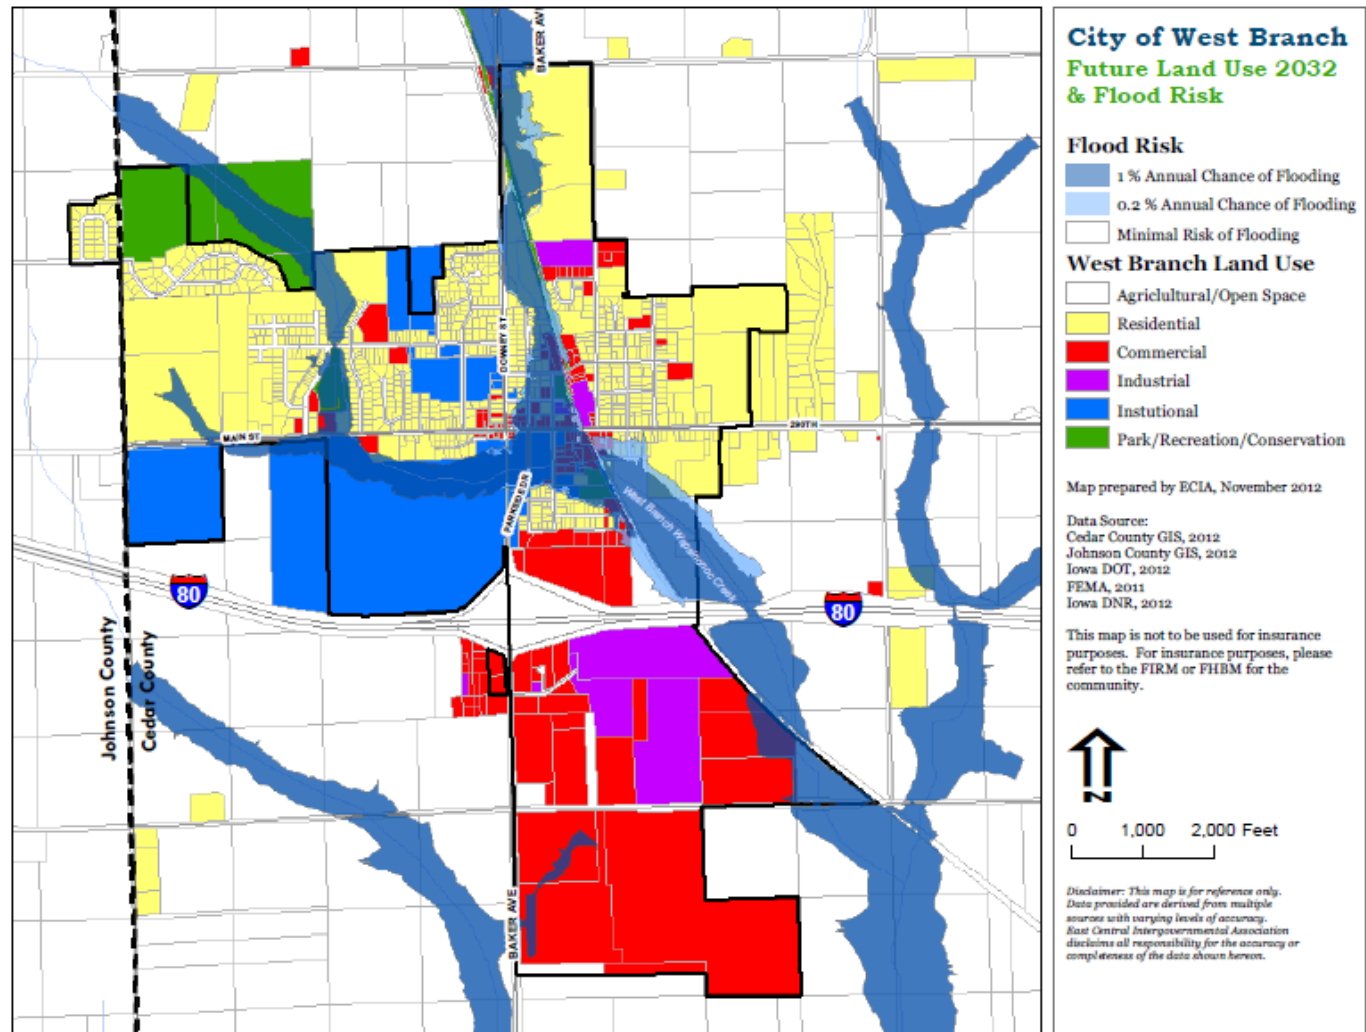 City of West Branch
Future Land Use 2032
& Flood Risk
Flood Risk
1 % Annual Chance of Flooding
0.2 % Annual Chance of Flooding
Minimal Risk of Flooding
West Branch Land Use
Agriclultural/Open Space
Residential
Commercial
Industrial
Instutional
Park/Recreation/Conservation
Map prepared by ECIA, November 2012
Data Source:
Cedar County GIS, 2012
Johnson County GIS, 2012
Iowa DOT, 2012
FEMA, 2011
Iowa DNR, 2012
This map is not to be used for insurance
purposes. For insurance purposes, please
refer to the FIRM or FHBM for the
community.
N
0 1,000 2,000 Feet
Disclaimer: This map is for reference only.
Data provided are derived from multiple
sources with varying levels of accuracy.
East Central Intergovernmental Association
disclaims all responsibility for the accuracy or
completeness of the data shown hereon.
BAKER AVE
DOWNEY ST
MAIN ST
290TH
PARKSIDE DR
West Branch Wapsinonoc Creek
80
80
Johnson County
Cedar County
BAKER AVE